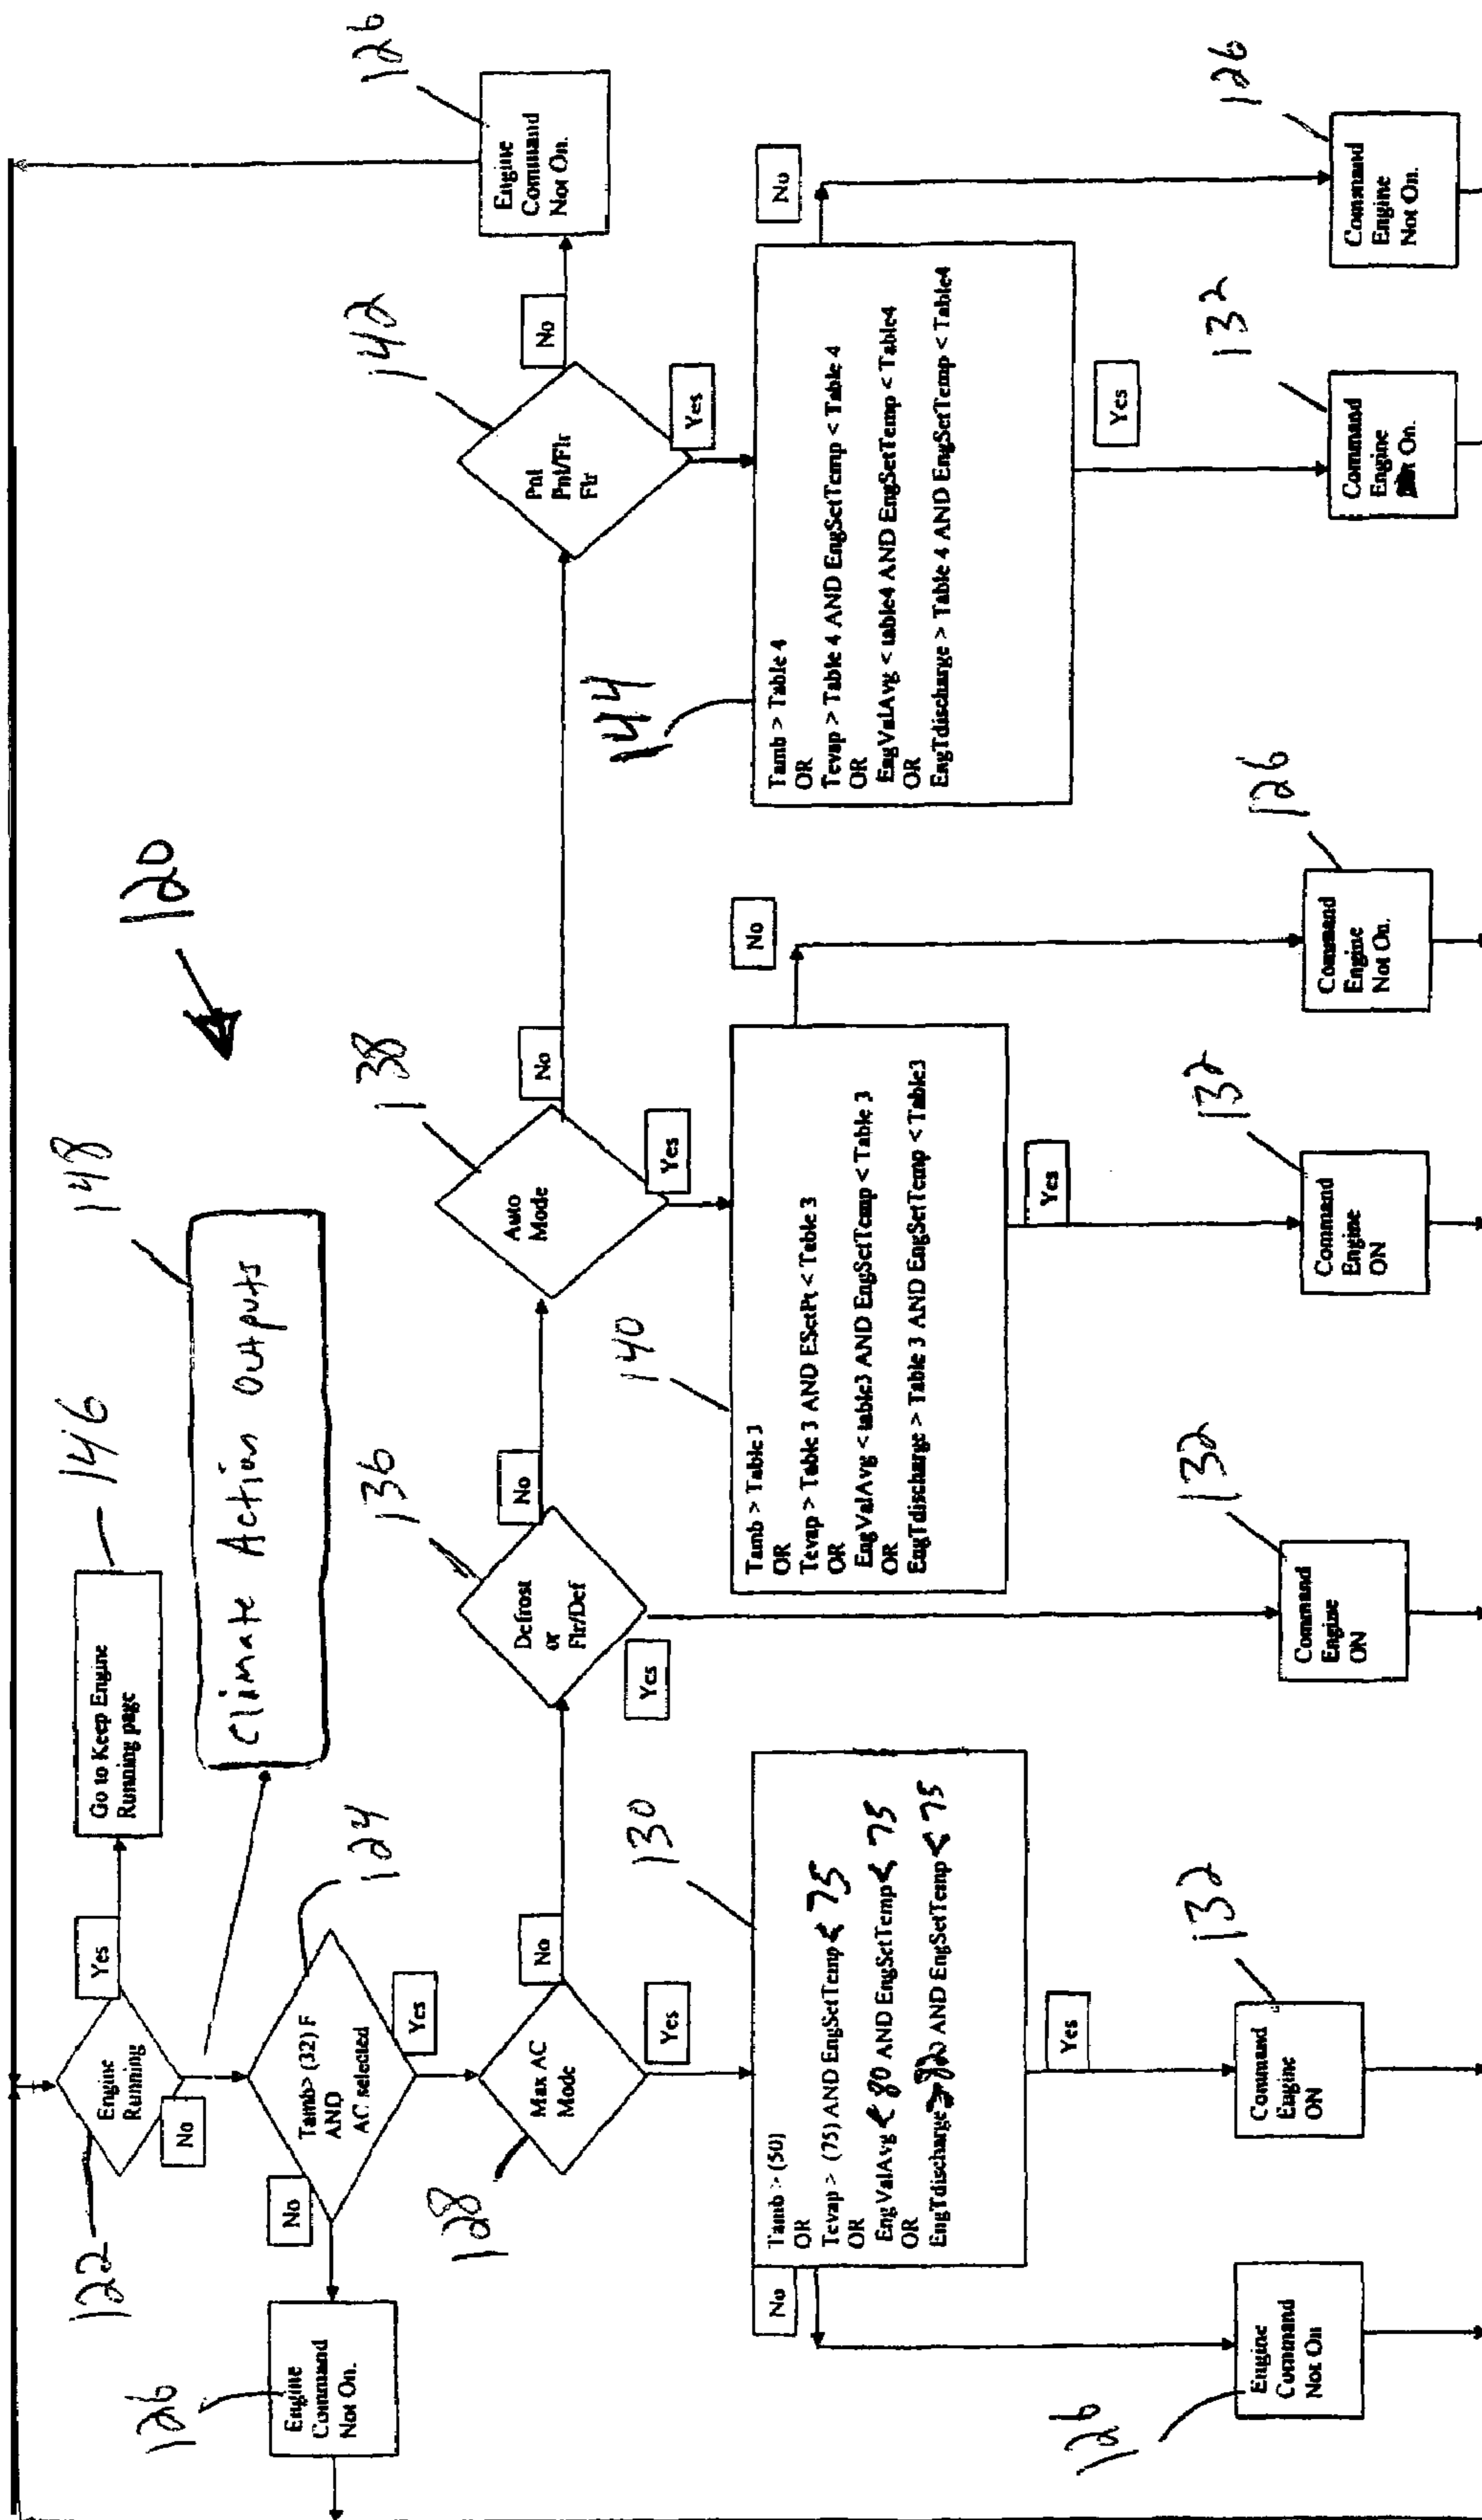 120
122
Engine
Running
Yes
No
Go to Keep Engine
Running page
146
148
Climate Action Outputs
124
Tamb> (32) F
AND
AC selected
No
Yes
126
Engine
Command
Not On.
128
Max AC
Mode
No
Yes
136
Defrost
or
Flr/Def
No
Yes
138
Auto
Mode
No
Yes
142
Pnl
Pnl/Flr
Flr
No
Yes
126
Engine
Command
Not On.
130
Tamb > (50)
OR
Tevap > (75) AND EngSetTemp < 75
OR
EngValAvg < 80 AND EngSetTemp < 75
OR
EngTdischarge > 82) AND EngSetTemp < 75
No
Yes
140
Tamb > Table 3
OR
Tevap > Table 3 AND ESetPt < Table 3
OR
EngValAvg < table3 AND EngSetTemp < Table 3
OR
EngTdischarge > Table 3 AND EngSetTemp < Table3
No
Yes
144
Tamb > Table 4
OR
Tevap > Table 4 AND EngSetTemp < Table 4
OR
EngValAvg < table4 AND EngSetTemp < Table4
OR
EngTdischarge > Table 4 AND EngSetTemp < Table4
No
Yes
126
Engine
Command
Not On
132
Command
Engine
ON
132
Command
Engine
ON
132
Command
Engine
ON
126
Command
Engine
Not On.
132
Command
Engine
On.
126
Command
Engine
Not On.